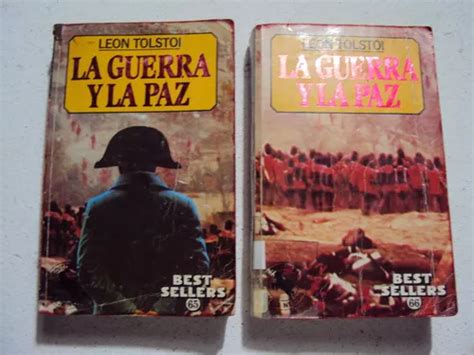 LEON TOLSTOI
LA GUERRA
Y LA PAZ
BEST
SELLERS
65
LEON TOLSTOI
LA GUERRA
Y LA PAZ
BEST
SELLERS
66